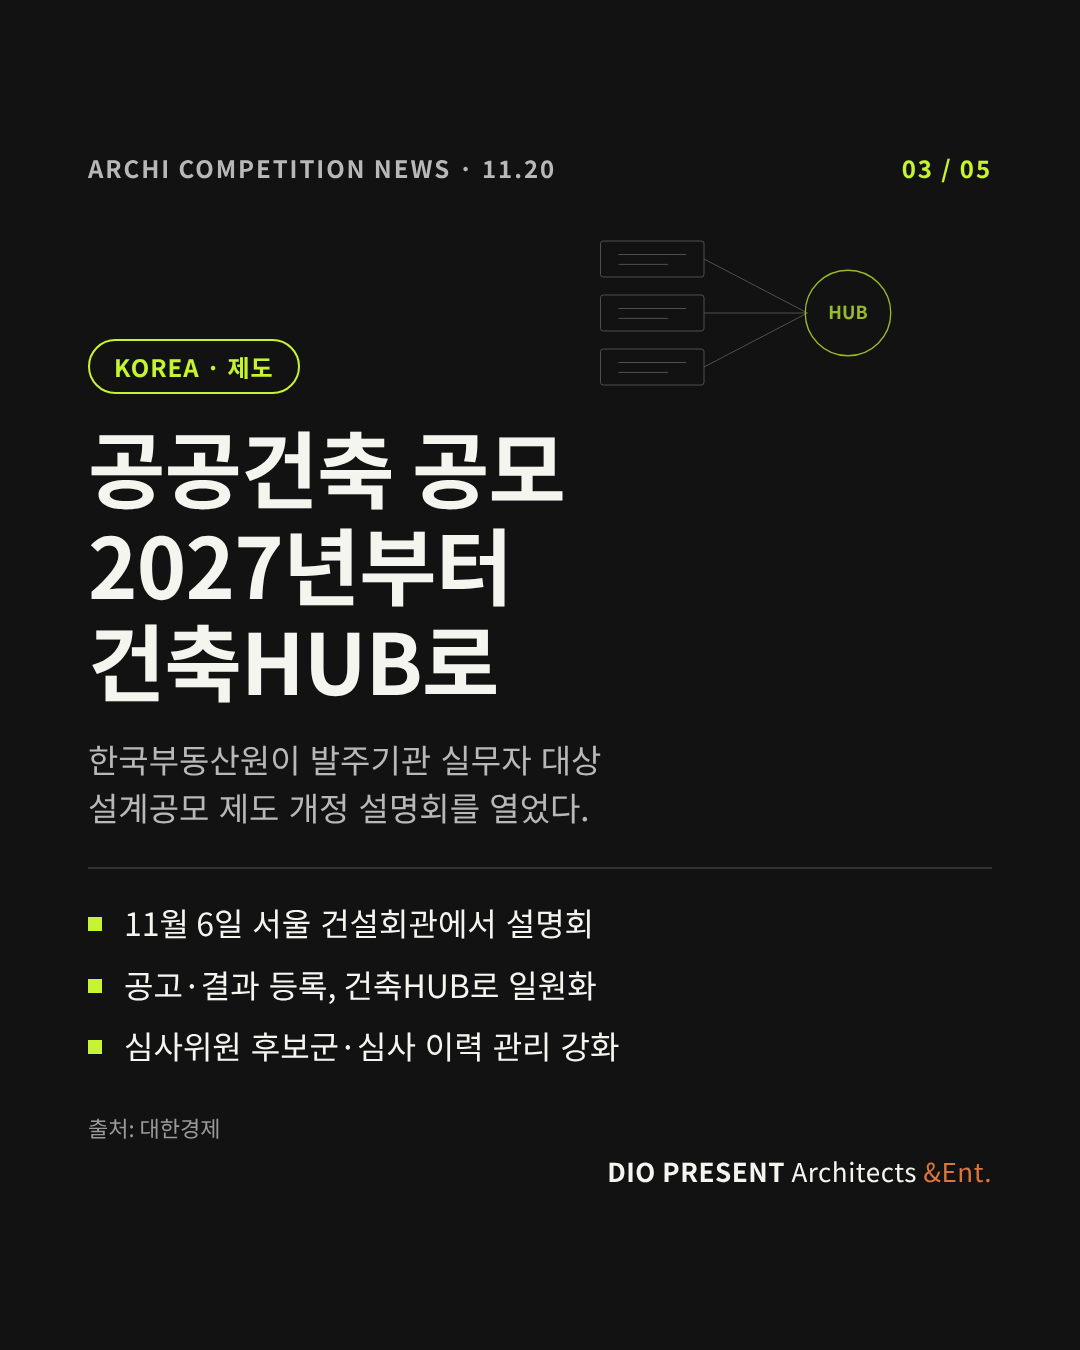 ARCHI COMPETITION NEWS · 11.20
03 / 05
HUB
KOREA · 제도
공공건축 공모
2027년부터
건축HUB로
한국부동산원이 발주기관 실무자 대상
설계공모 제도 개정 설명회를 열었다.
11월 6일 서울 건설회관에서 설명회
공고·결과 등록, 건축HUB로 일원화
심사위원 후보군·심사 이력 관리 강화
출처: 대한경제
DIO PRESENT Architects &Ent.